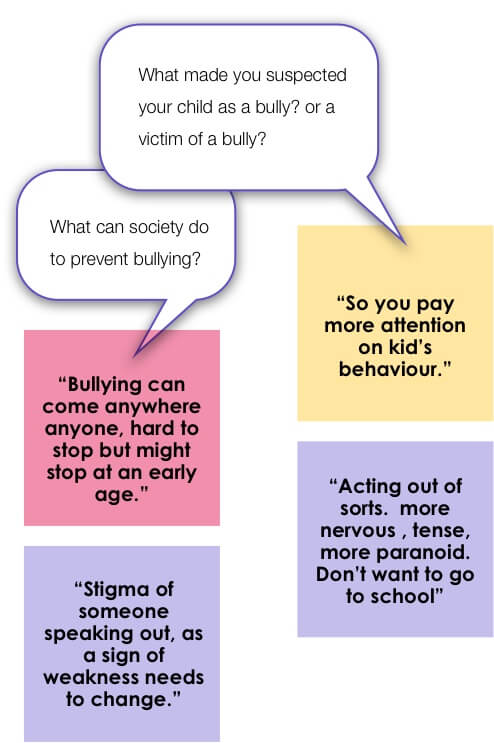 What made you suspected
your child as a bully? or a
victim of a bully?
What can society do
to prevent bullying?
“So you pay
more attention
on kid’s
behaviour.”
“Bullying can
come anywhere
anyone, hard to
stop but might
stop at an early
age.”
“Acting out of
sorts.  more
nervous , tense,
more paranoid.
Don’t want to go
to school”
“Stigma of
someone
speaking out, as
a sign of
weakness needs
to change.”